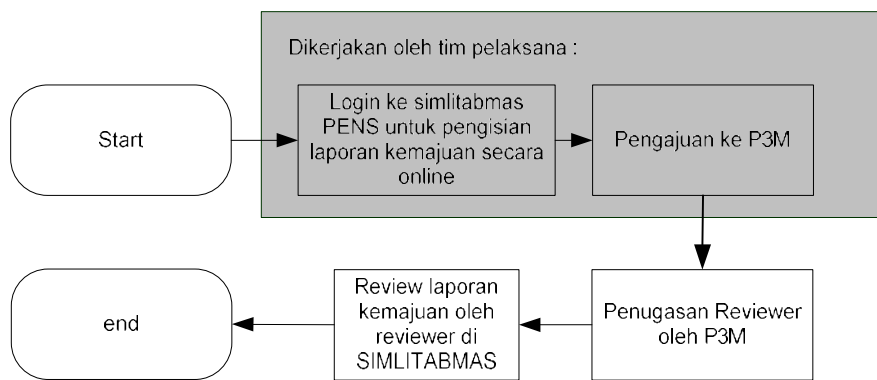 Dikerjakan oleh tim pelaksana :
Start
Login ke simlitabmas
PENS untuk pengisian
laporan kemajuan secara
online
Pengajuan ke P3M
Penugasan Reviewer
oleh P3M
Review laporan
kemajuan oleh
reviewer di
SIMLITABMAS
end